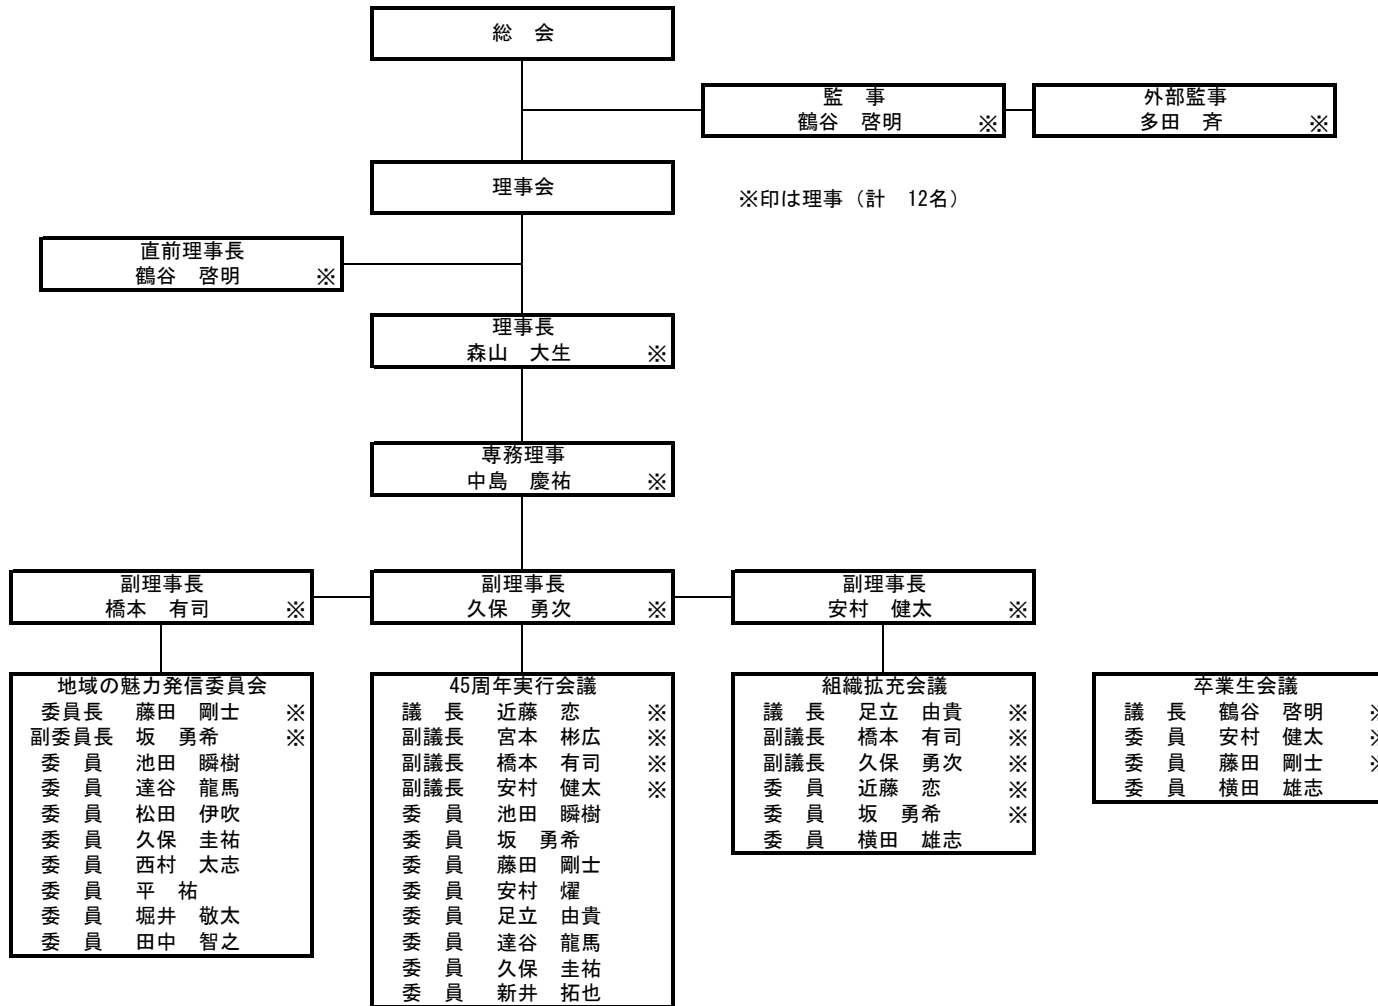 総　会
監　事
鶴谷　啓明　※
外部監事
多田　斉　※
理事会
※印は理事（計　12名）
直前理事長
鶴谷　啓明　※
理事長
森山　大生　※
専務理事
中島　慶祐　※
副理事長
橋本　有司　※
副理事長
久保　勇次　※
副理事長
安村　健太　※
地域の魅力発信委員会
委員長　藤田　剛士　※
副委員長　坂　勇希　※
委　員　池田　瞬樹
委　員　達谷　龍馬
委　員　松田　伊吹
委　員　久保　圭祐
委　員　西村　太志
委　員　平　祐
委　員　堀井　敬太
委　員　田中　智之
45周年実行会議
議　長　近藤　恋　※
副議長　宮本　彬広　※
副議長　橋本　有司　※
副議長　安村　健太　※
委　員　池田　瞬樹
委　員　坂　勇希
委　員　藤田　剛士
委　員　安村　燿
委　員　足立　由貴
委　員　達谷　龍馬
委　員　久保　圭祐
委　員　新井　拓也
組織拡充会議
議　長　足立　由貴　※
副議長　橋本　有司　※
副議長　久保　勇次　※
委　員　近藤　恋　※
委　員　坂　勇希　※
委　員　横田　雄志
卒業生会議
議　長　鶴谷　啓明　※
委　員　安村　健太　※
委　員　藤田　剛士　※
委　員　横田　雄志